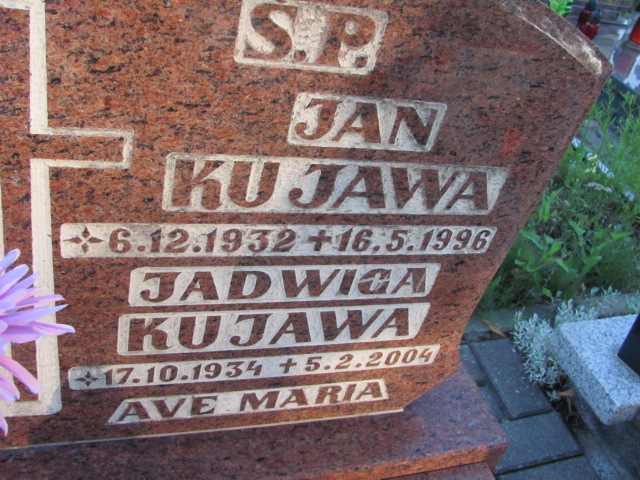 S.P.
JAN
KUJAWA
6.12.1932 +16.5.1996
JADWIGA
KUJAWA
17.10.1934 +5.2.2004
AVE MARIA